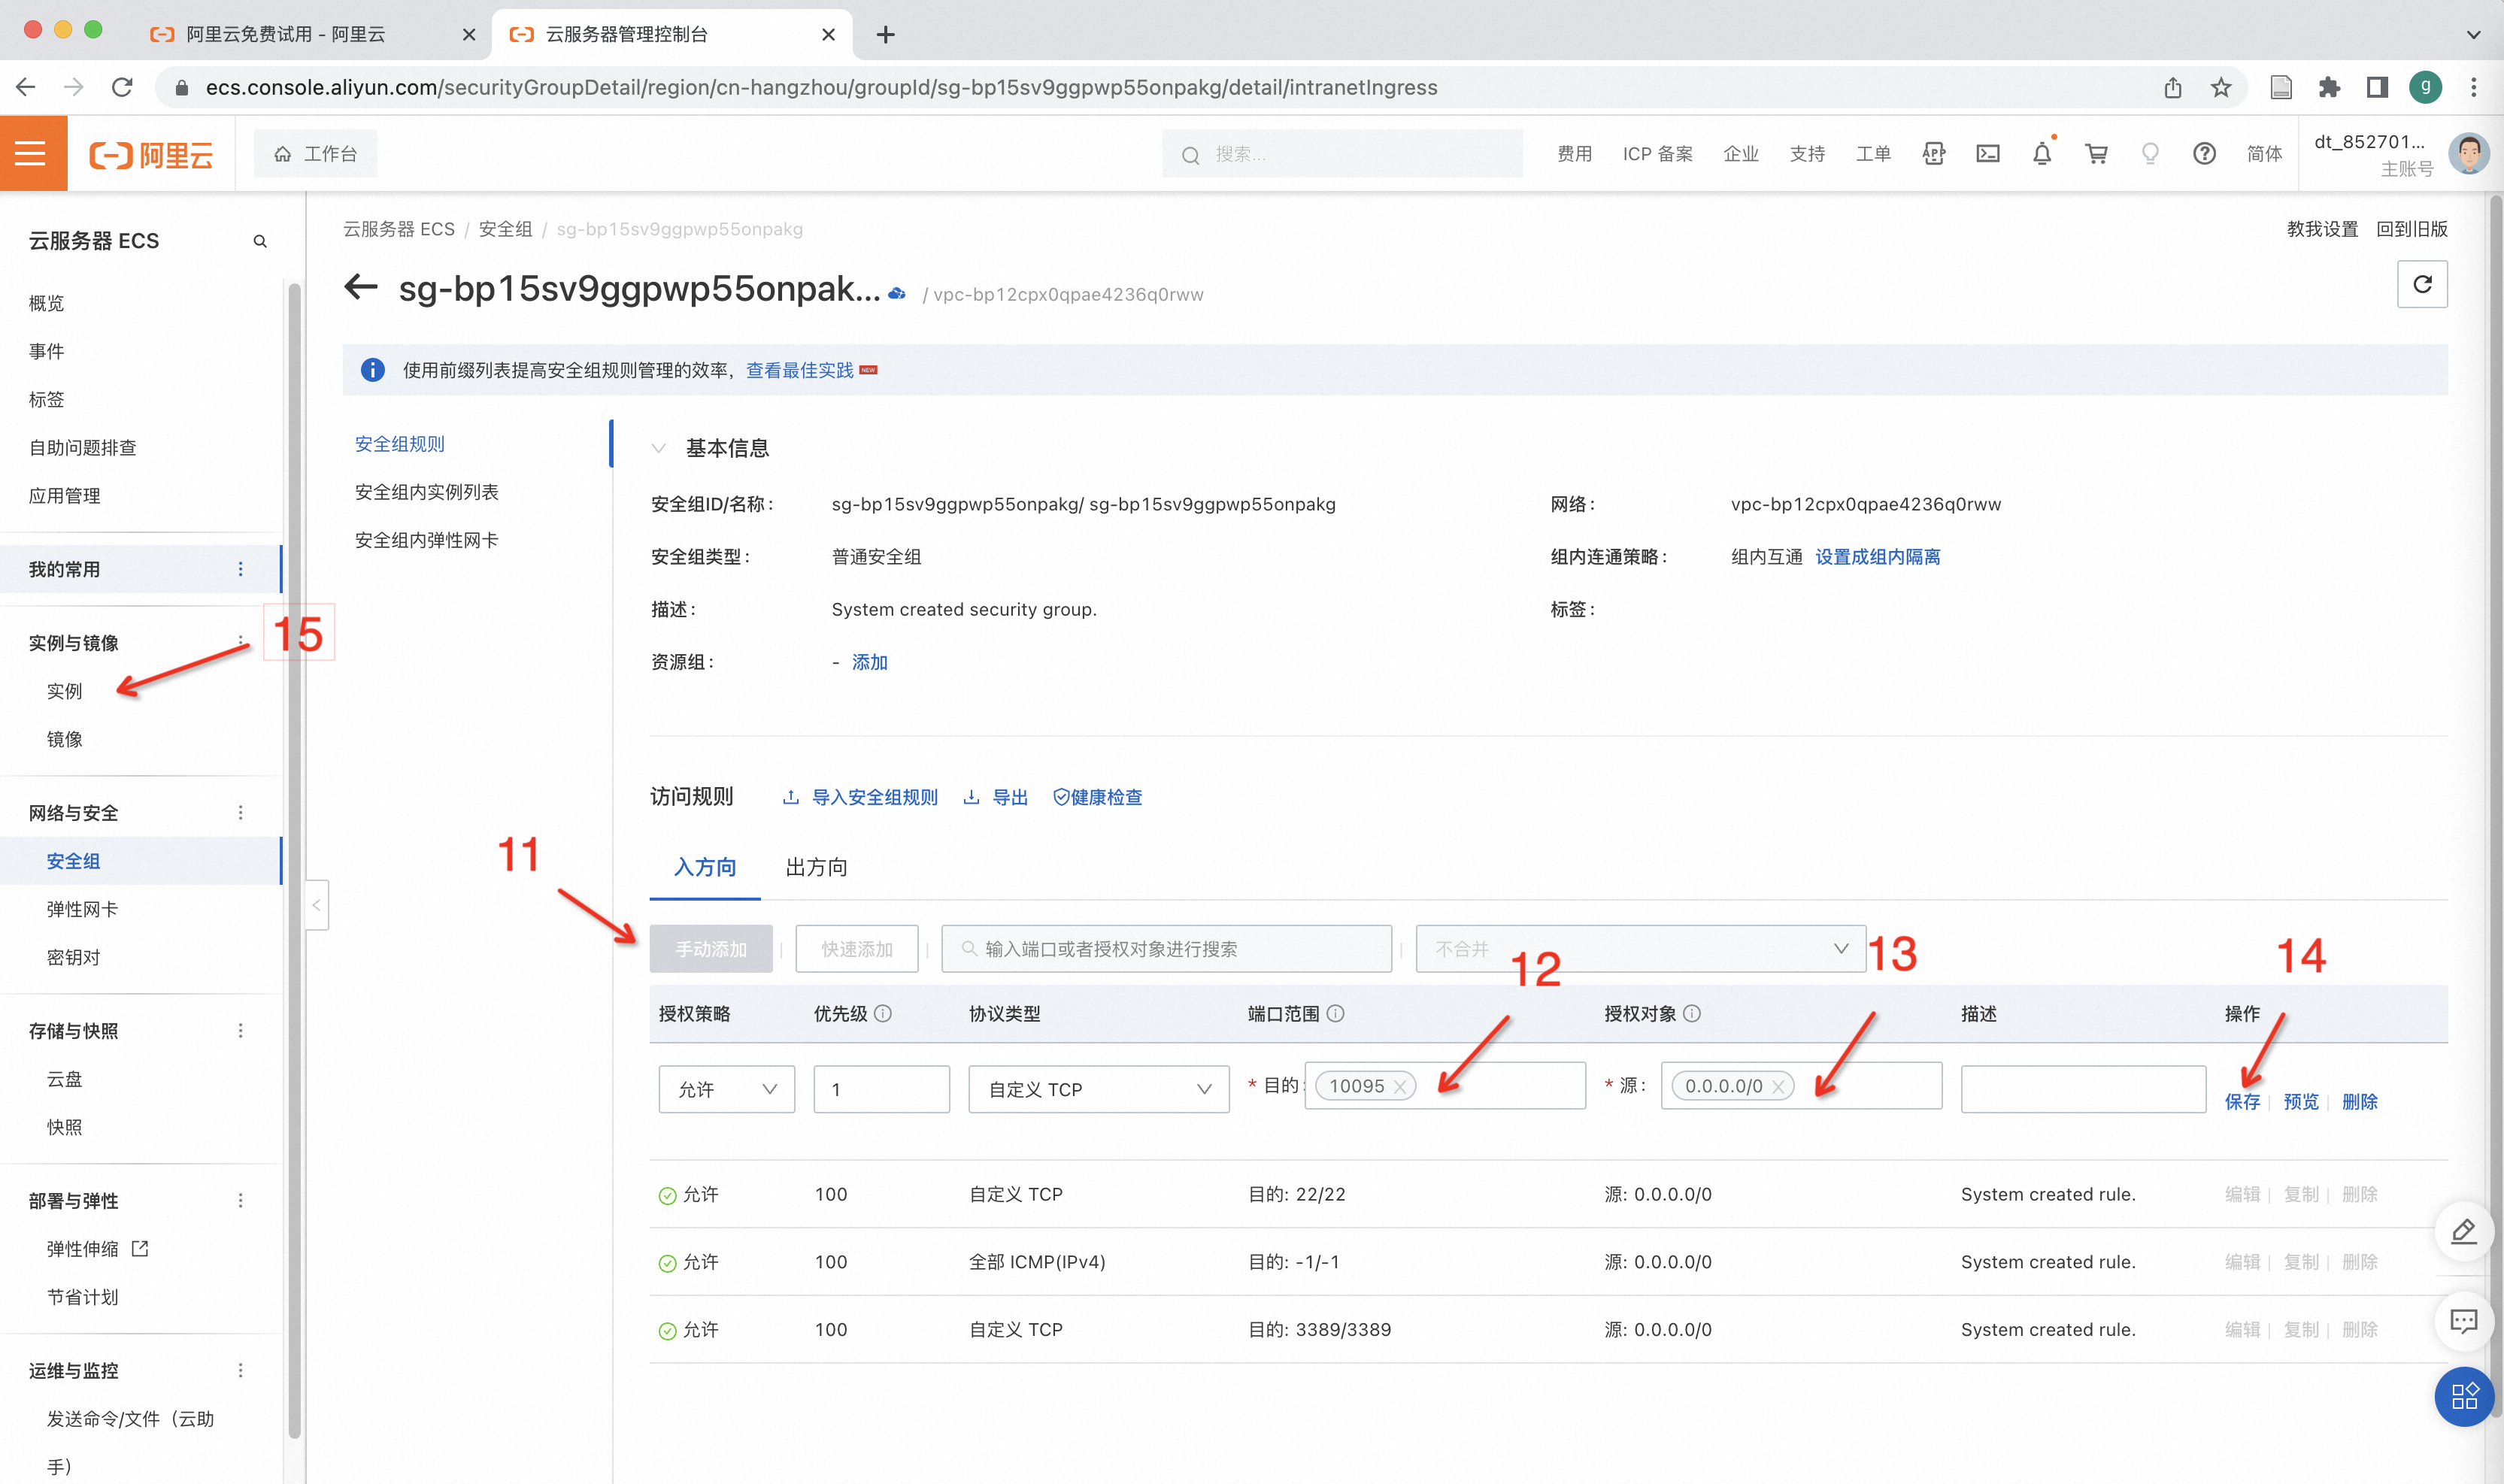 阿里云免费试用 - 阿里云
云服务器管理控制台
ecs.console.aliyun.com/securityGroupDetail/region/cn-hangzhou/groupId/sg-bp15sv9ggpwp55onpakg/detail/intranetIngress
g
阿里云
工作台
搜索...
费用
ICP 备案
企业
支持
工单
APP
简体
dt_852701...
主账号
云服务器 ECS
概览
事件
标签
自助问题排查
应用管理
我的常用
实例与镜像
15
实例
镜像
网络与安全
安全组
弹性网卡
密钥对
存储与快照
云盘
快照
部署与弹性
弹性伸缩
节省计划
运维与监控
发送命令/文件（云助
手）
云服务器 ECS / 安全组 / sg-bp15sv9ggpwp55onpakg
教我设置
回到旧版
sg-bp15sv9ggpwp55onpak...
/ vpc-bp12cpx0qpae4236q0rww
使用前缀列表提高安全组规则管理的效率，查看最佳实践 NEW
安全组规则
安全组内实例列表
安全组内弹性网卡
基本信息
安全组ID/名称： sg-bp15sv9ggpwp55onpakg/ sg-bp15sv9ggpwp55onpakg
网络： vpc-bp12cpx0qpae4236q0rww
安全组类型： 普通安全组
组内连通策略： 组内互通 设置成组内隔离
描述： System created security group.
标签：
资源组： - 添加
访问规则
导入安全组规则
导出
健康检查
11
入方向
出方向
手动添加
快速添加
输入端口或者授权对象进行搜索
不合并
12
13
14
授权策略 优先级 协议类型 端口范围 授权对象 描述 操作
允许 1 自定义 TCP * 目的: 10095 * 源: 0.0.0.0/0 保存 预览 删除
允许 100 自定义 TCP 目的: 22/22 源: 0.0.0.0/0 System created rule. 编辑 复制 删除
允许 100 全部 ICMP(IPv4) 目的: -1/-1 源: 0.0.0.0/0 System created rule. 编辑 复制 删除
允许 100 自定义 TCP 目的: 3389/3389 源: 0.0.0.0/0 System created rule. 编辑 复制 删除